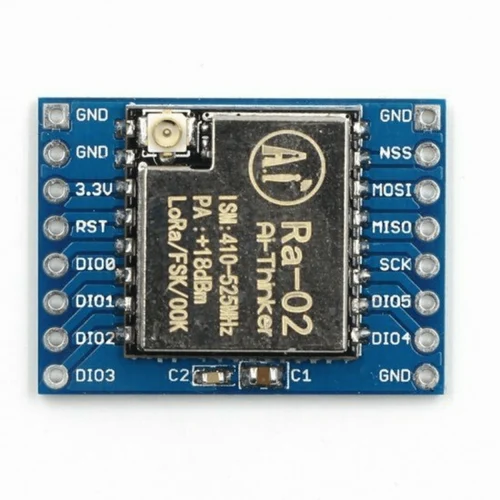 GND
GND
3.3V
RST
DIO0
DIO1
DIO2
DIO3
Ai
Ra-02
Ai-Thinker
ISM:410-525MHz
PA:+18dBm
LoRa/FSK/OOK
GND
NSS
MOSI
MISO
SCK
DIO5
DIO4
GND
C2
C1